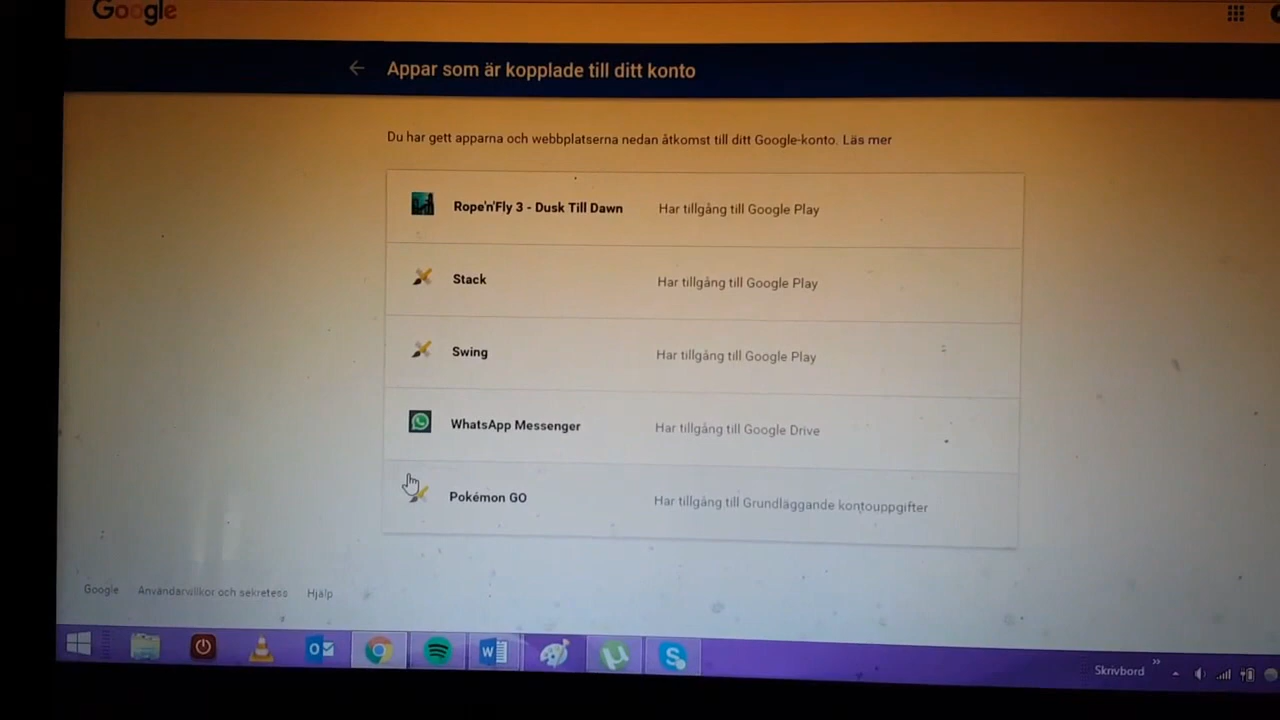 Google
Appar som är kopplade till ditt konto
Du har gett apparna och webbplatserna nedan åtkomst till ditt Google-konto. Läs mer
Rope'n'Fly 3 - Dusk Till Dawn Har tillgång till Google Play
Stack Har tillgång till Google Play
Swing Har tillgång till Google Play
WhatsApp Messenger Har tillgång till Google Drive
Pokémon GO Har tillgång till Grundläggande kontouppgifter
Google Användarvillkor och sekretess Hjälp
Skrivbord